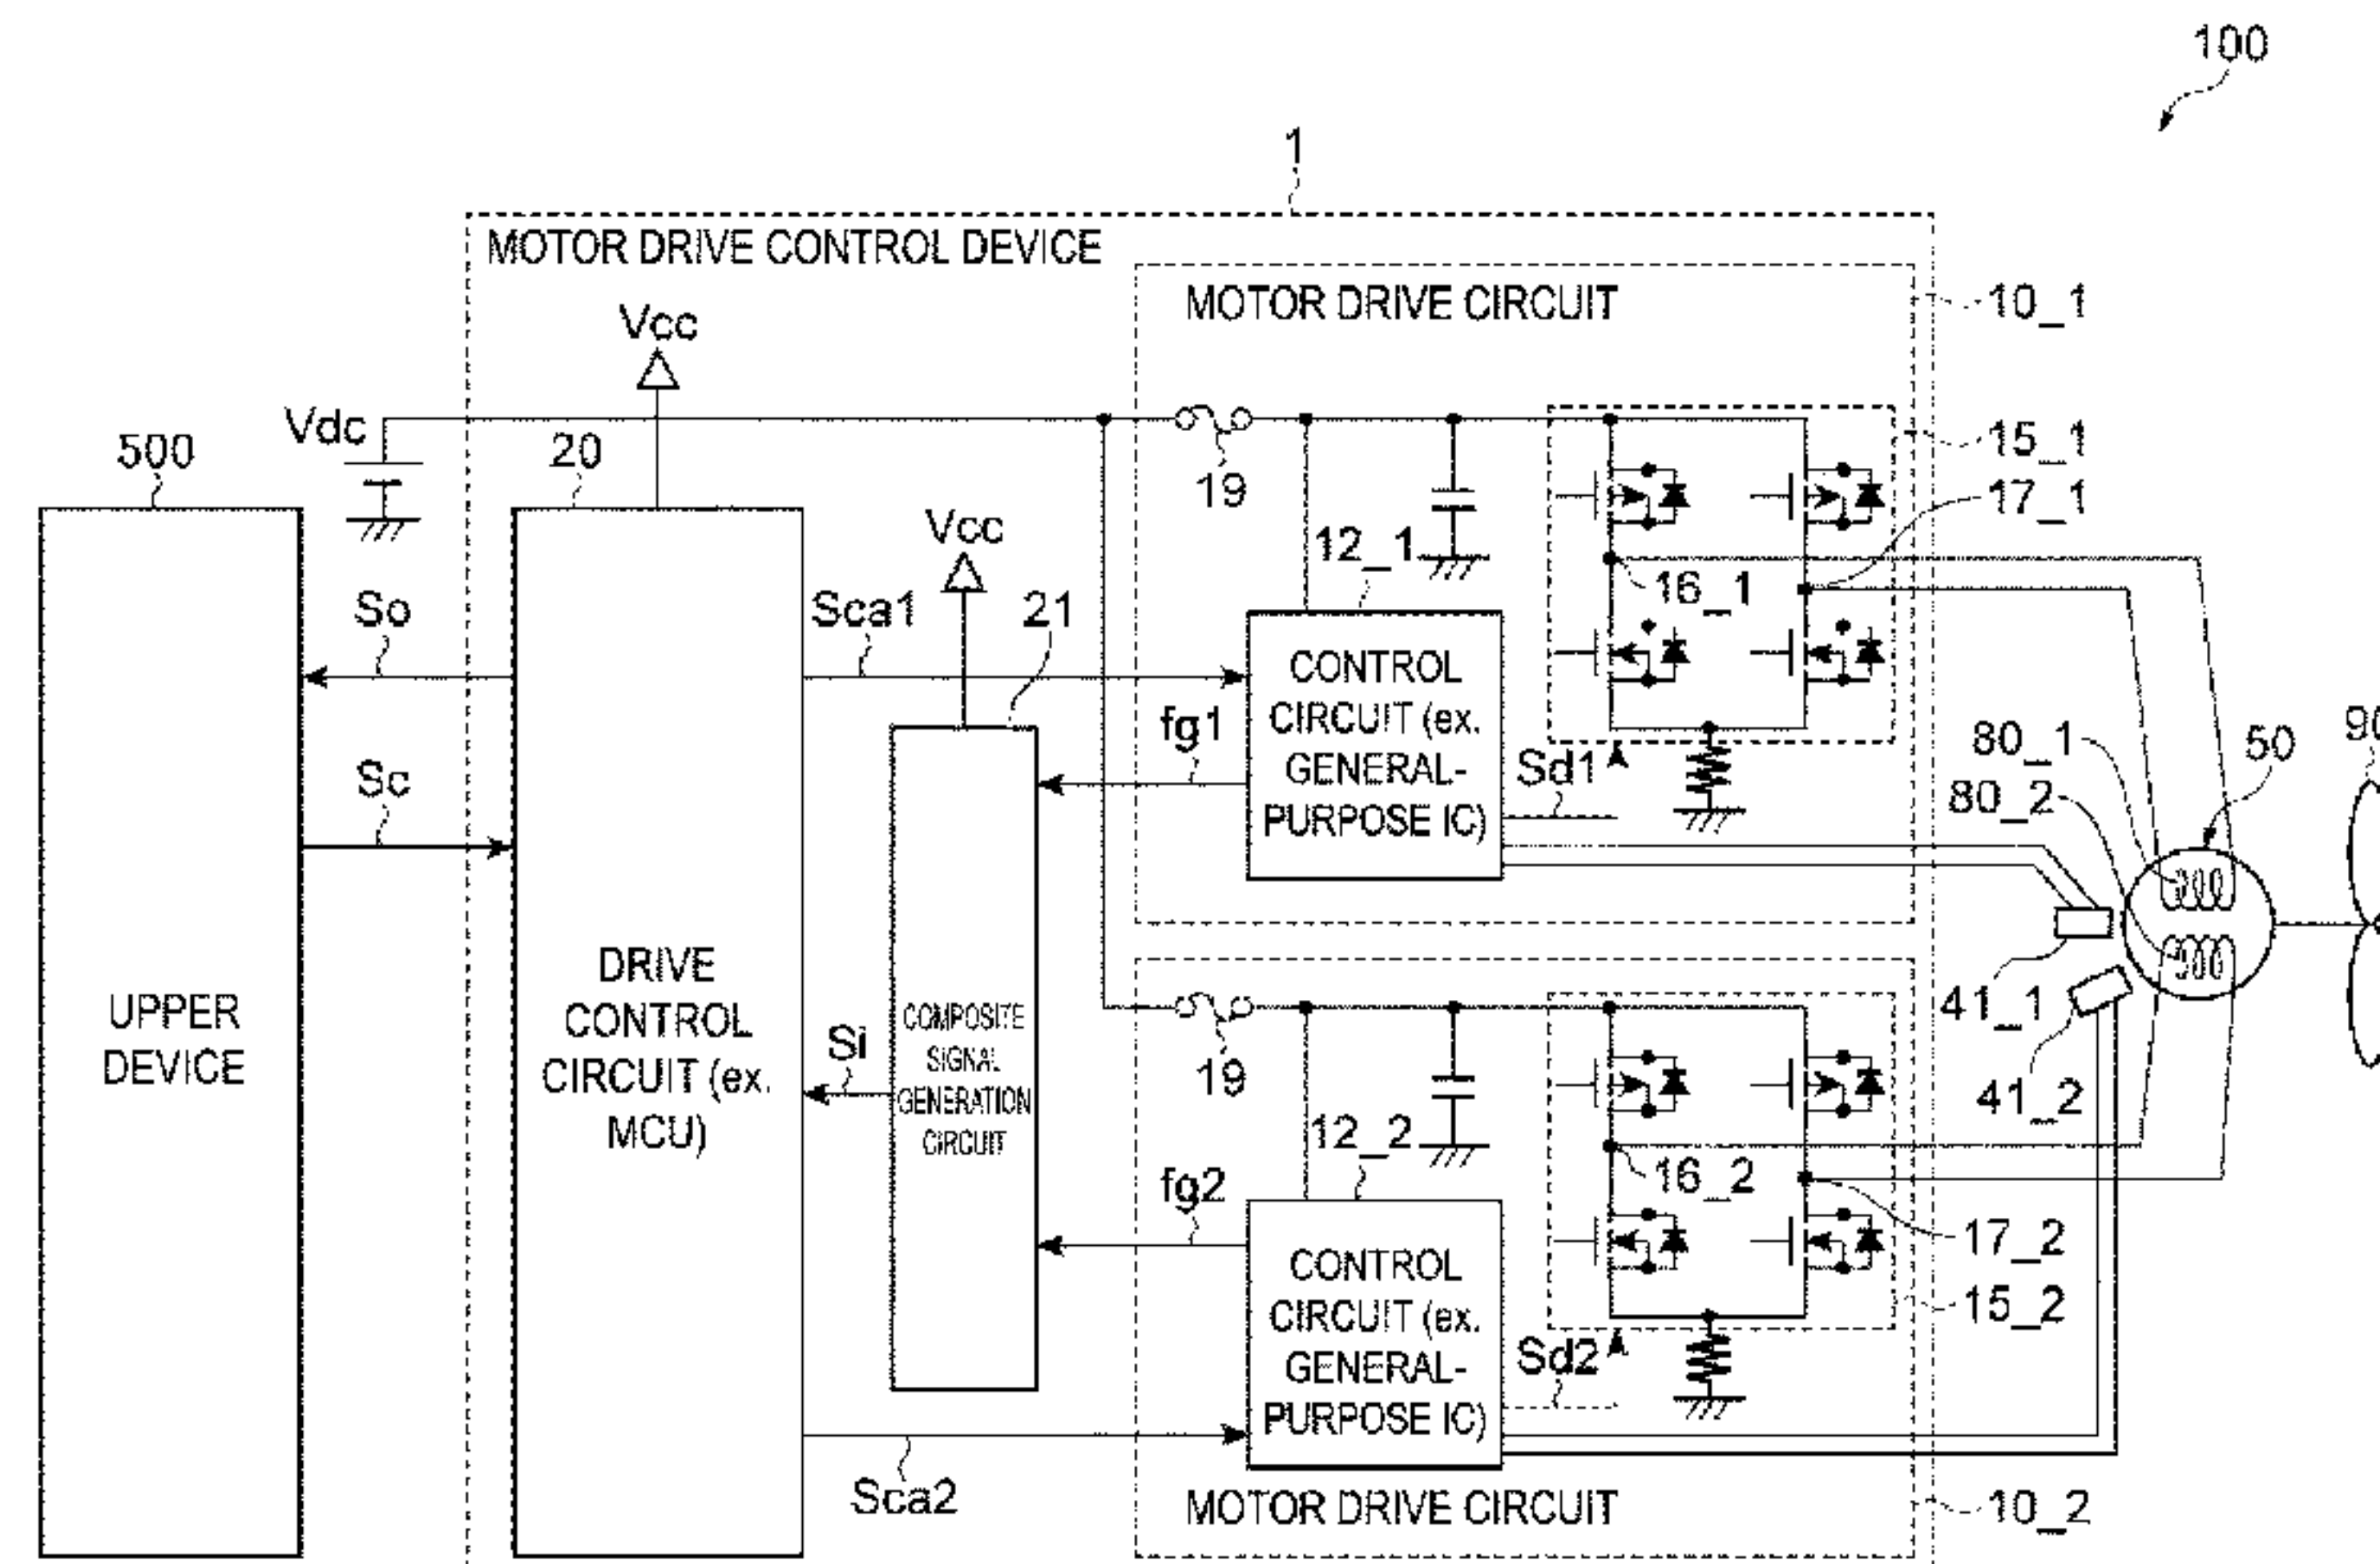 100
1
MOTOR DRIVE CONTROL DEVICE
MOTOR DRIVE CIRCUIT
10_1
Vcc
Vdc
500
20
19
15_1
17_1
Vcc
12_1
16_1
So
Sca1
21
CONTROL
CIRCUIT (ex.
GENERAL-
PURPOSE IC)
fg1
Sc
Sd1
80_1
80_2
50
UPPER
DEVICE
DRIVE
CONTROL
CIRCUIT (ex.
MCU)
Si
COMPOSITE
SIGNAL
GENERATION
CIRCUIT
41_1
41_2
19
12_2
16_2
fg2
17_2
15_2
CONTROL
CIRCUIT (ex.
GENERAL-
PURPOSE IC)
Sd2
Sca2
MOTOR DRIVE CIRCUIT
10_2